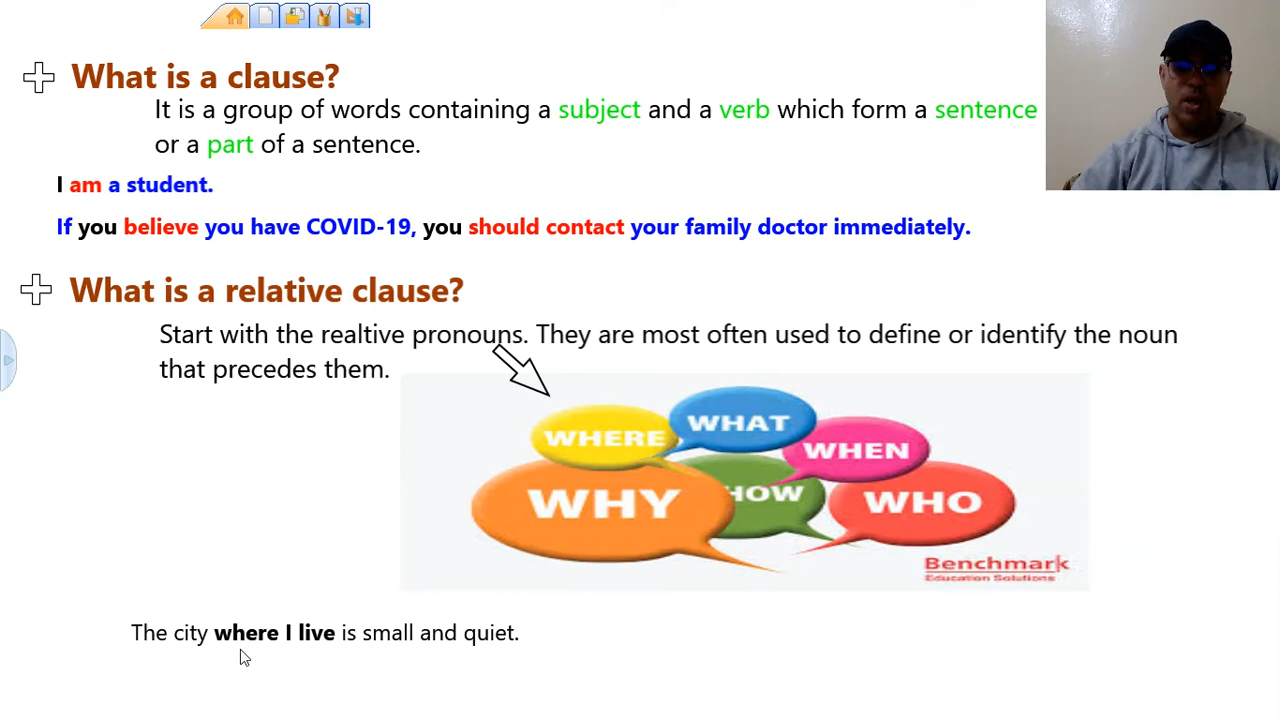 What is a clause?
It is a group of words containing a subject and a verb which form a sentence
or a part of a sentence.
I am a student.
If you believe you have COVID-19, you should contact your family doctor immediately.
What is a relative clause?
Start with the realtive pronouns. They are most often used to define or identify the noun
that precedes them.
WHERE WHAT WHEN
WHY HOW WHO
Benchmark
Education Solutions
The city where I live is small and quiet.